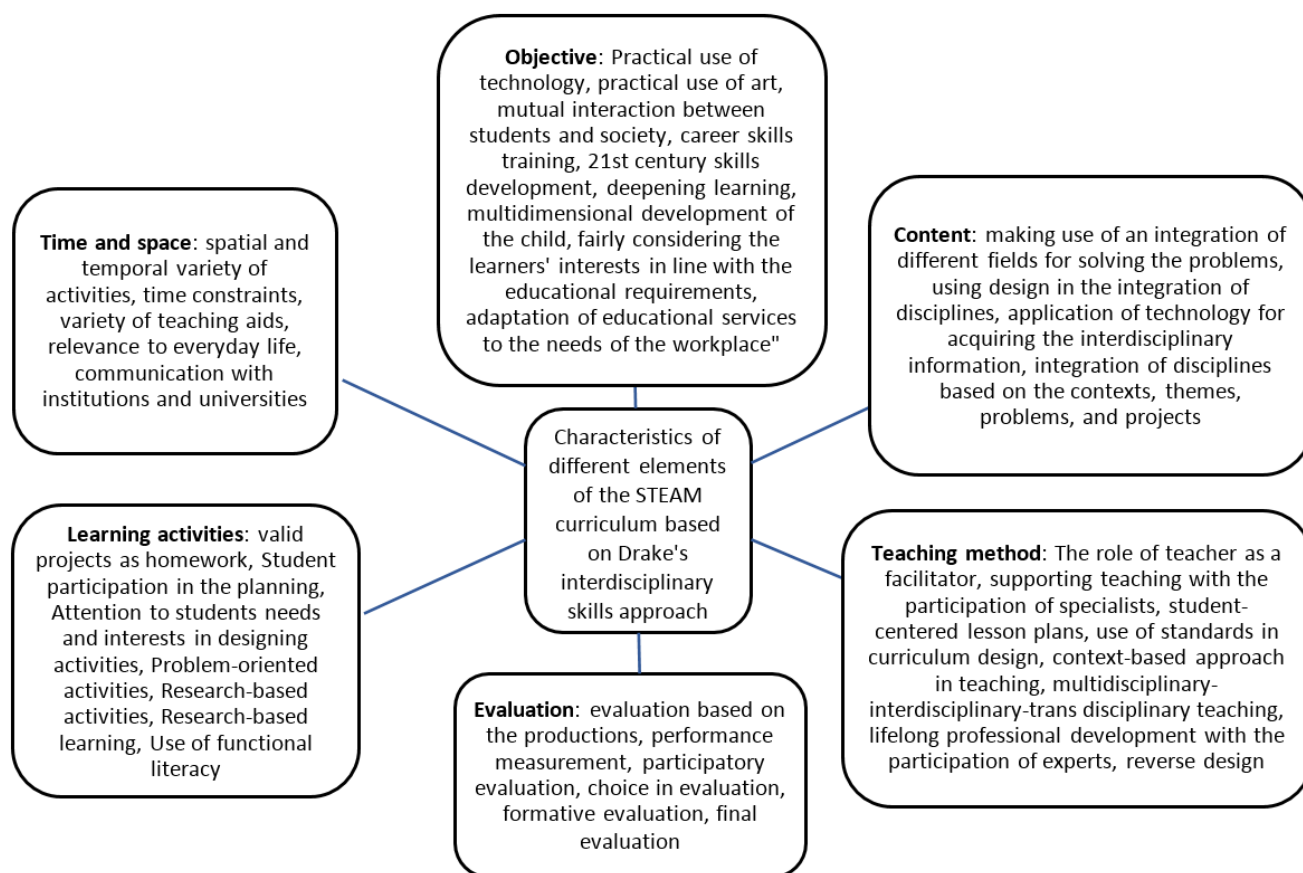 Objective: Practical use of
technology, practical use of art,
mutual interaction between
students and society, career skills
training, 21st century skills
development, deepening learning,
multidimensional development of
the child, fairly considering the
learners' interests in line with the
educational requirements,
adaptation of educational services
to the needs of the workplace"
Time and space: spatial and
temporal variety of
activities, time constraints,
variety of teaching aids,
relevance to everyday life,
communication with
institutions and universities
Content: making use of an integration of
different fields for solving the problems,
using design in the integration of
disciplines, application of technology for
acquiring the interdisciplinary
information, integration of disciplines
based on the contexts, themes,
problems, and projects
Characteristics of
different elements
of the STEAM
curriculum based
on Drake's
interdisciplinary
skills approach
Learning activities: valid
projects as homework, Student
participation in the planning,
Attention to students needs
and interests in designing
activities, Problem-oriented
activities, Research-based
activities, Research-based
learning, Use of functional
literacy
Teaching method: The role of teacher as a
facilitator, supporting teaching with the
participation of specialists, student-
centered lesson plans, use of standards in
curriculum design, context-based approach
in teaching, multidisciplinary-
interdisciplinary-trans disciplinary teaching,
lifelong professional development with the
participation of experts, reverse design
Evaluation: evaluation based on
the productions, performance
measurement, participatory
evaluation, choice in evaluation,
formative evaluation, final
evaluation